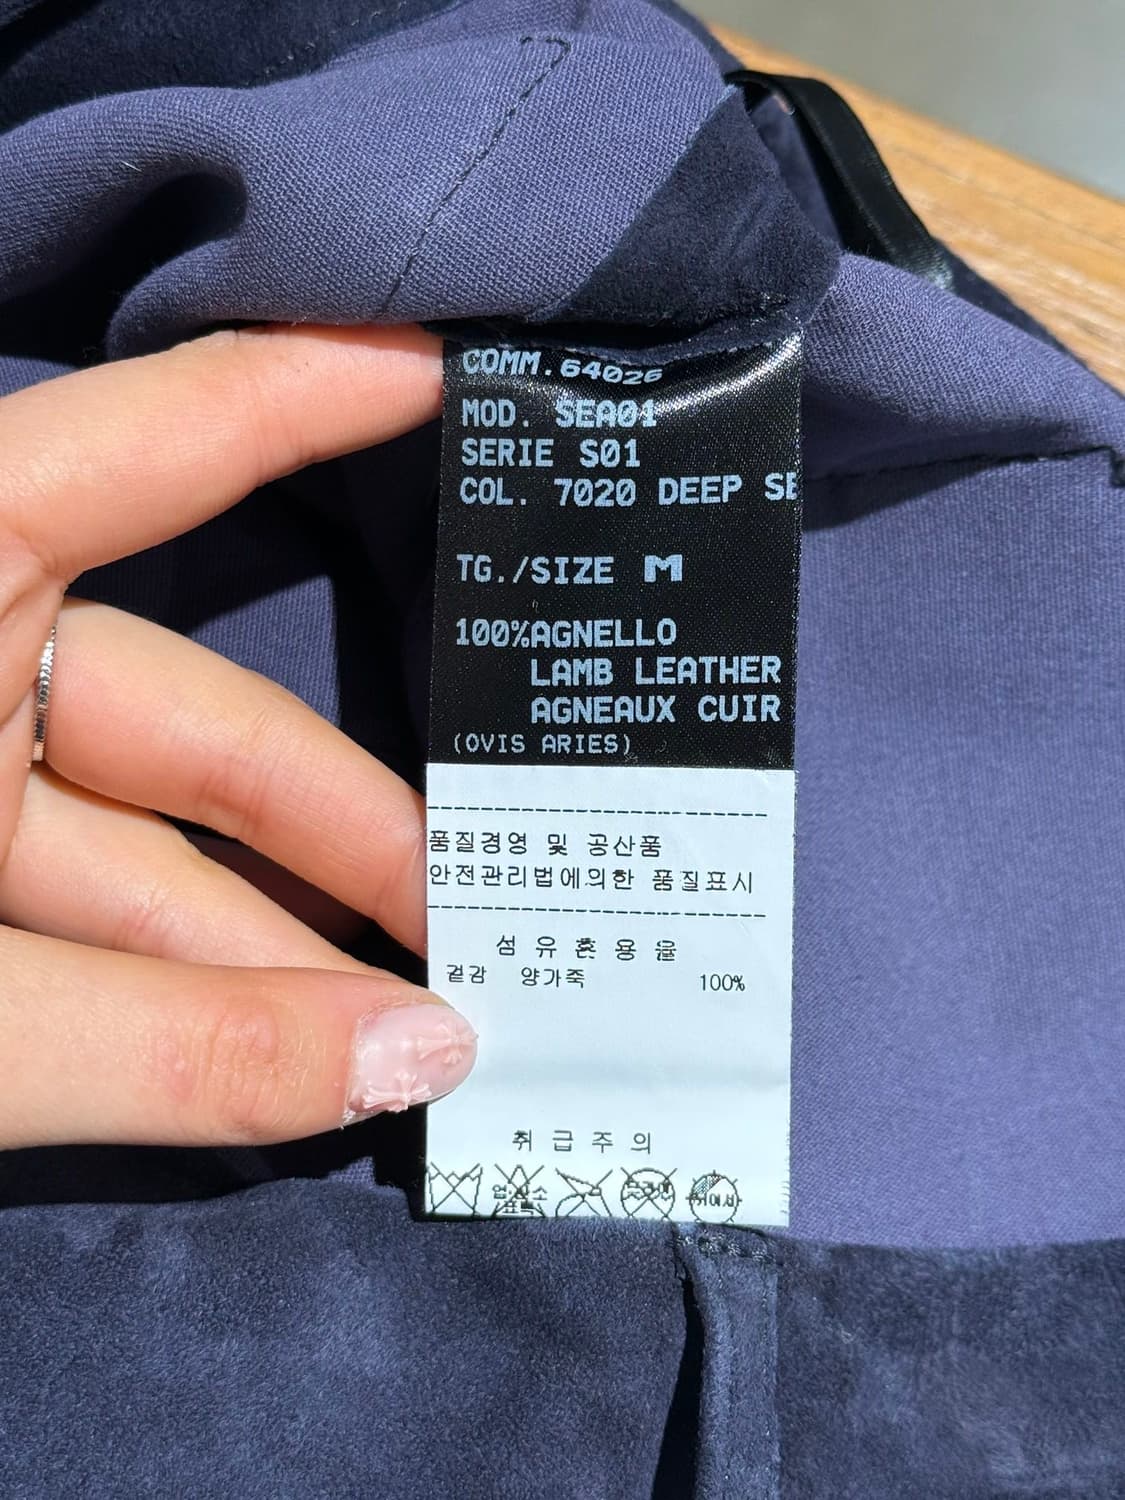 COMM.64026
MOD. SEA01
SERIE S01
COL. 7020 DEEP SE
TG./SIZE M
100%AGNELLO
LAMB LEATHER
AGNEAUX CUIR
(OVIS ARIES)
품질경영 및 공산품
안전관리법에의한 품질표시
섬유혼용율
겉감 양가죽 100%
취급주의